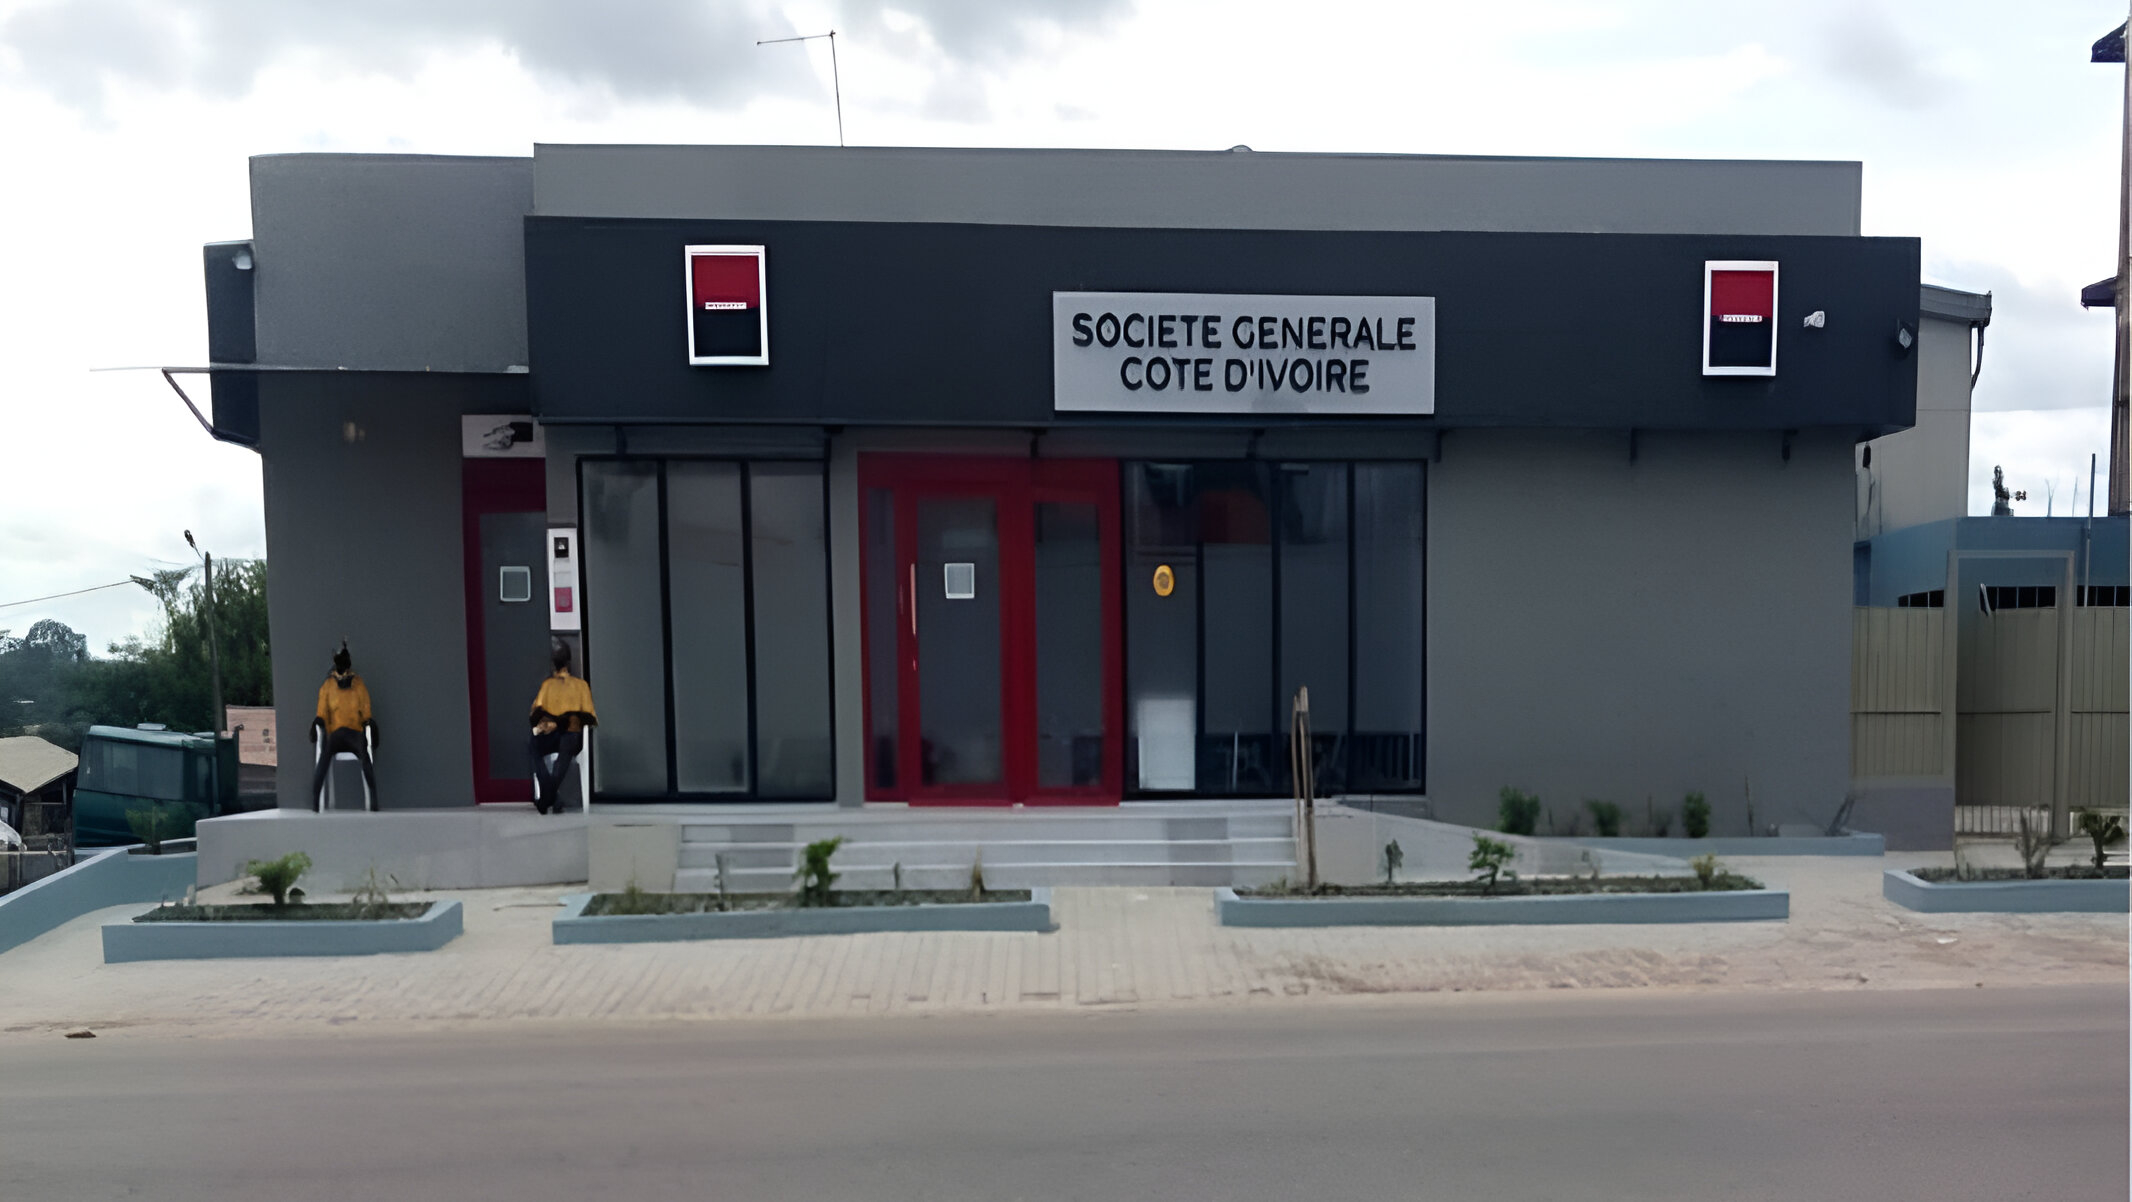 SOCIETE GENERALE
COTE D'IVOIRE